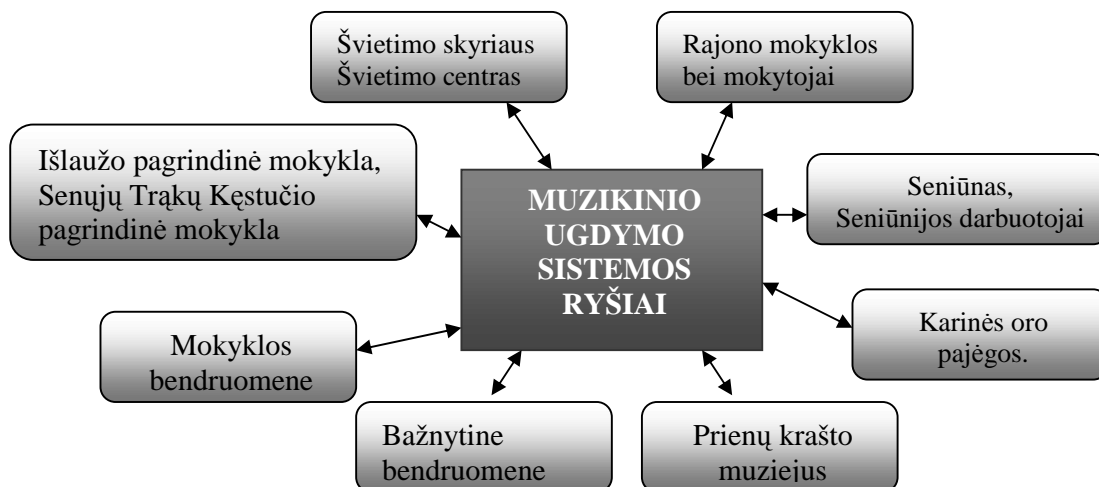 Švietimo skyriaus
Švietimo centras
Rajono mokyklos
bei mokytojai
Išlaužo pagrindinė mokykla,
Senųjų Trąkų Kęstučio
pagrindinė mokykla
MUZIKINIO
UGDYMO
SISTEMOS
RYŠIAI
Seniūnas,
Seniūnijos darbuotojai
Mokyklos
bendruomene
Karinės oro
pajėgos.
Bažnytine
bendruomene
Prienų krašto
muziejus